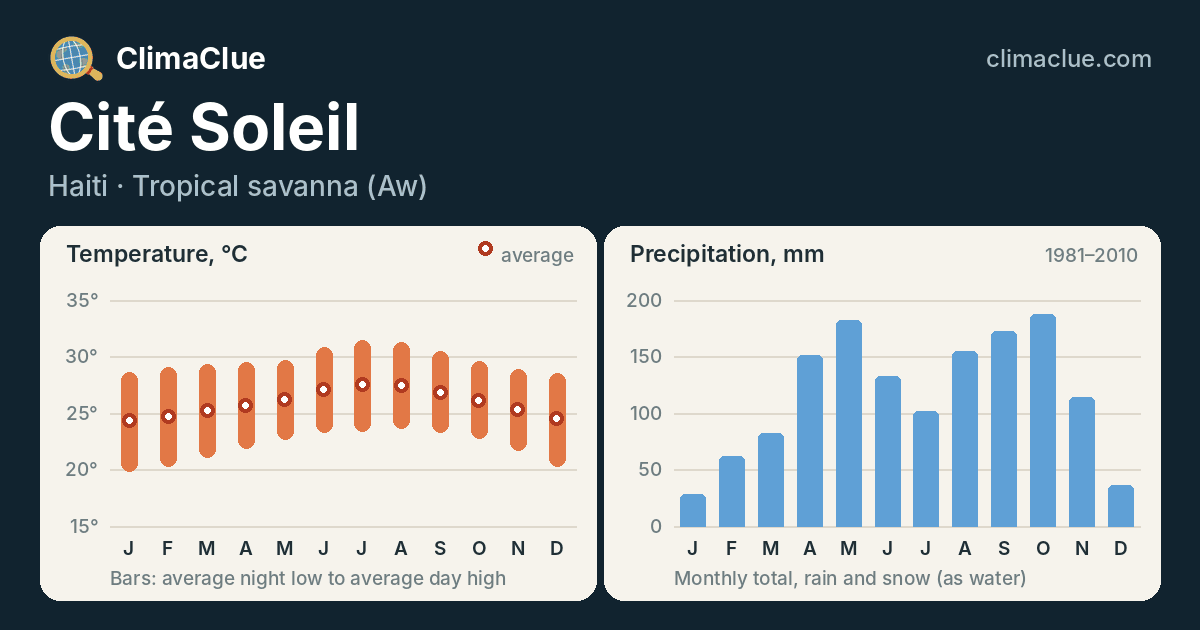 ClimaClue
climaclue.com
Cité Soleil
Haiti · Tropical savanna (Aw)
Temperature, °C
average
35°
30°
25°
20°
15°
J F M A M J J A S O N D
Bars: average night low to average day high
Precipitation, mm
1981–2010
200
150
100
50
0
J F M A M J J A S O N D
Monthly total, rain and snow (as water)